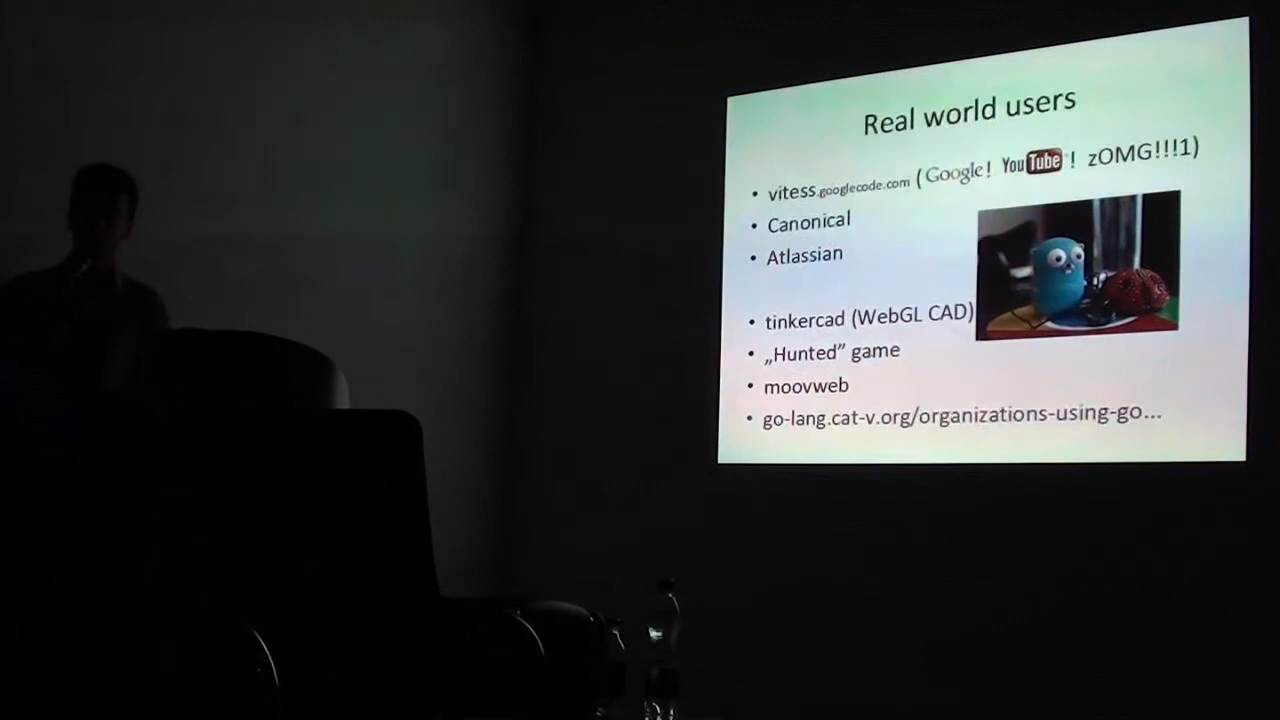 Real world users
• vitess.googlecode.com (Google! YouTube! zOMG!!!1)
• Canonical
• Atlassian
• tinkercad (WebGL CAD)
• „Hunted” game
• moovweb
• go-lang.cat-v.org/organizations-using-go...